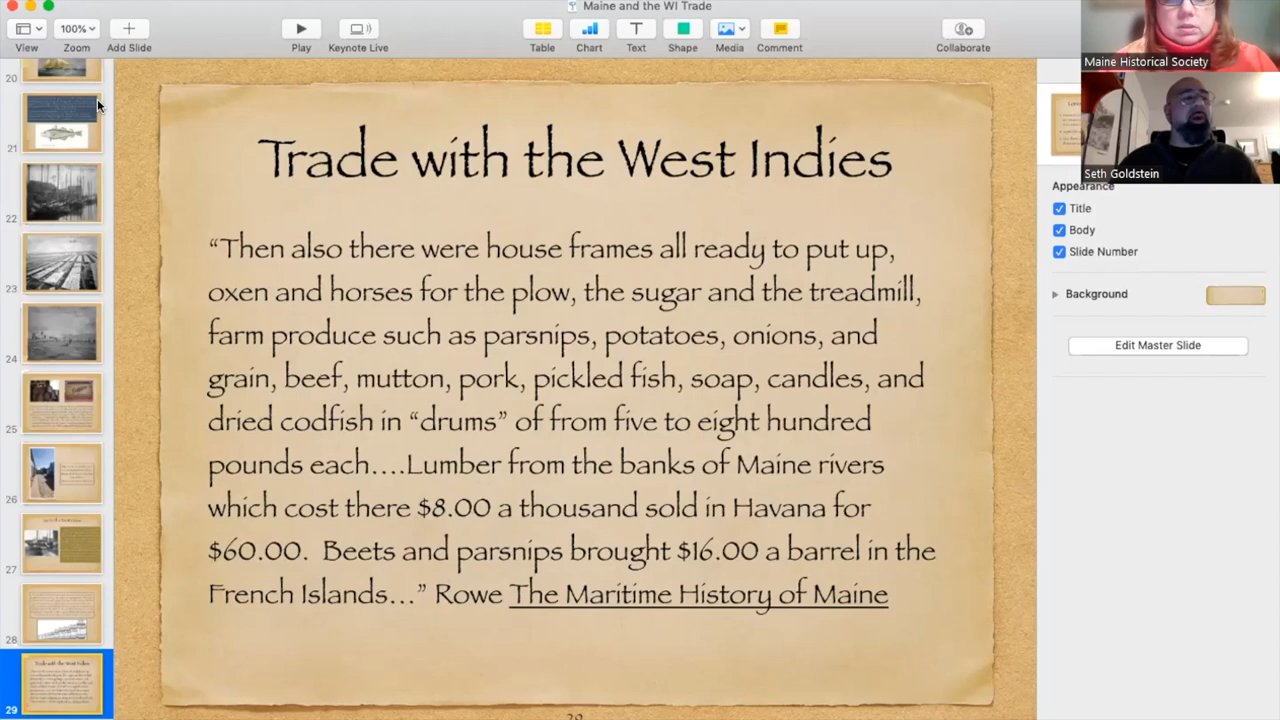 Maine and the WI Trade
100%
View
Zoom
Add Slide
Play
Keynote Live
Table
Chart
Text
Shape
Media
Comment
Collaborate
Maine Historical Society
Seth Goldstein
20
21
22
23
24
25
26
27
28
29
Trade with the West Indies
“Then also there were house frames all ready to put up,
oxen and horses for the plow, the sugar and the treadmill,
farm produce such as parsnips, potatoes, onions, and
grain, beef, mutton, pork, pickled fish, soap, candles, and
dried codfish in “drums” of from five to eight hundred
pounds each....Lumber from the banks of Maine rivers
which cost there $8.00 a thousand sold in Havana for
$60.00. Beets and parsnips brought $16.00 a barrel in the
French Islands...” Rowe The Maritime History of Maine
Appearance
Title
Body
Slide Number
Background
Edit Master Slide